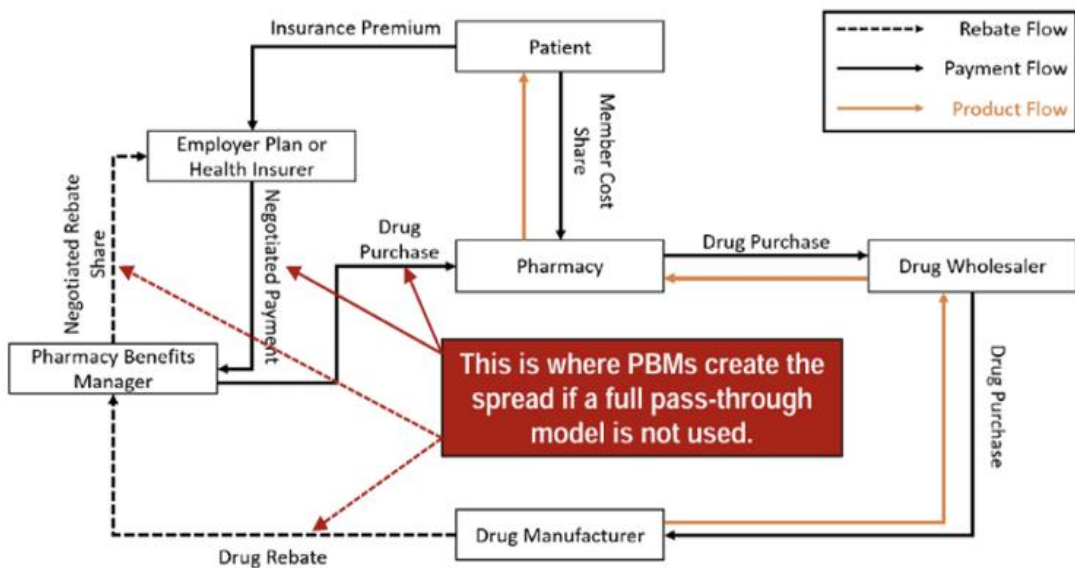 Insurance Premium
Patient
Rebate Flow
Payment Flow
Product Flow
Employer Plan or
Health Insurer
Member Cost
Share
Negotiated Rebate
Share
Negotiated Payment
Drug
Purchase
Pharmacy
Drug Purchase
Drug Wholesaler
Pharmacy Benefits
Manager
This is where PBMs create the
spread if a full pass-through
model is not used.
Drug Purchase
Drug Manufacturer
Drug Rebate